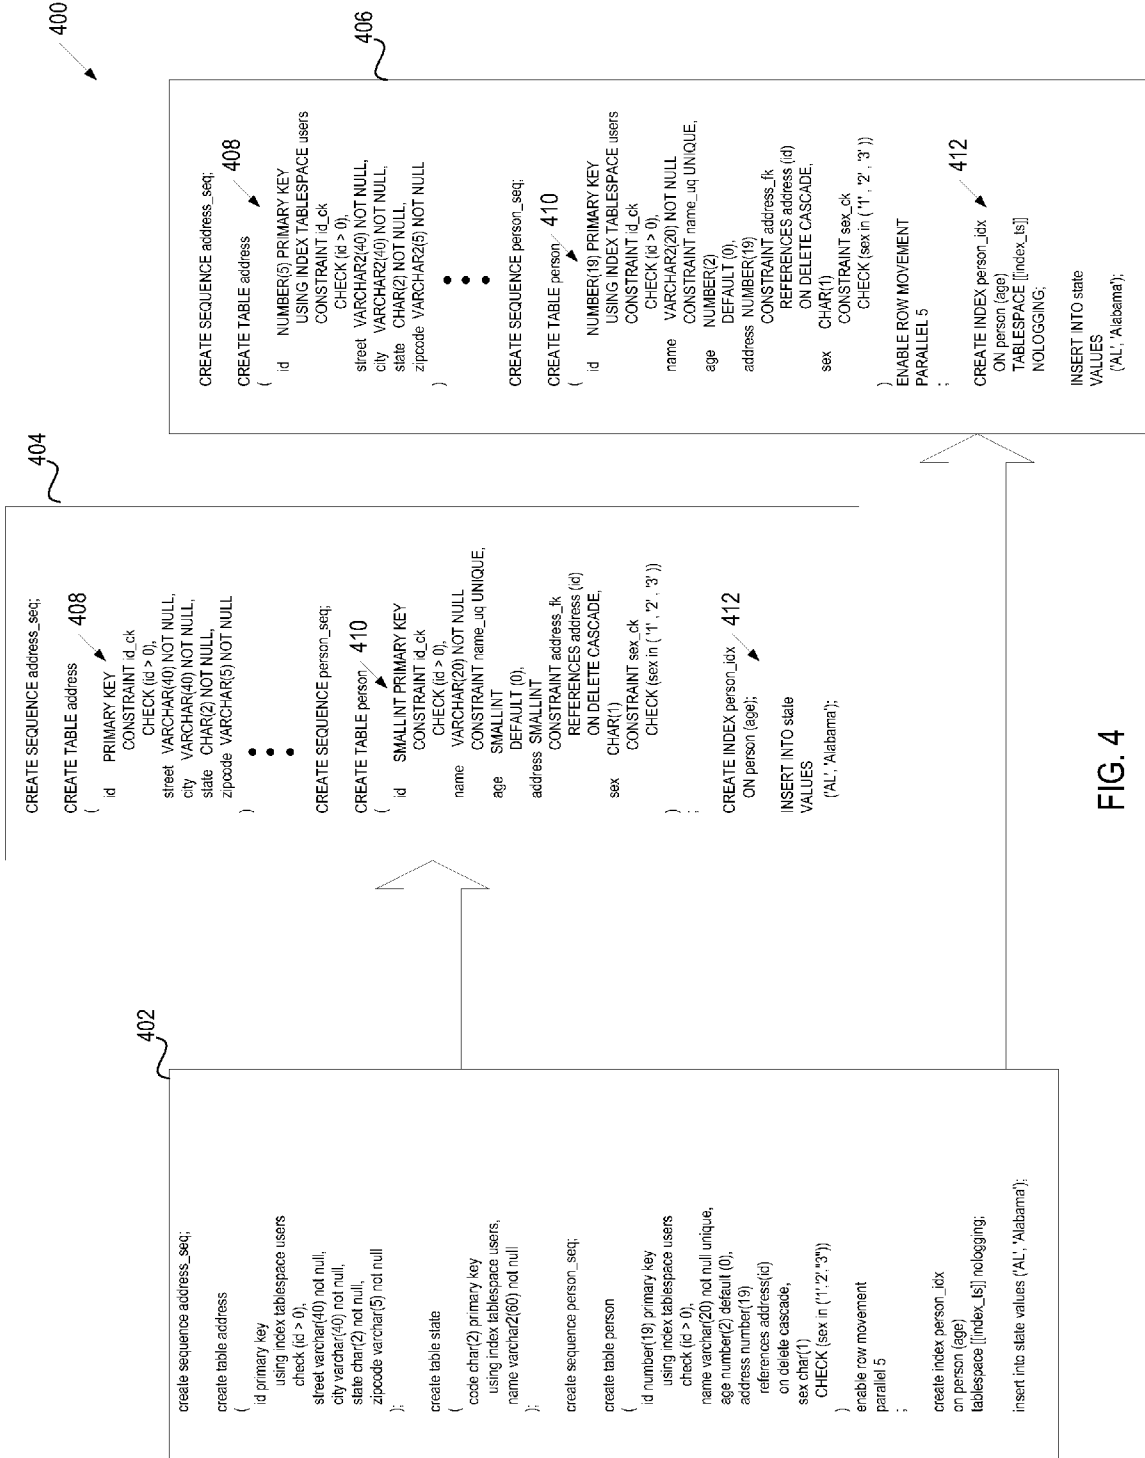 400
402
create sequence address_seq;
create table address
(
id primary key
using index tablespace users
check (id > 0),
street varchar(40) not null,
city varchar(40) not null,
state char(2) not null,
zipcode varchar(5) not null
);
create table state
(
code char(2) primary key
using index tablespace users,
name varchar2(60) not null
);
create sequence person_seq;
create table person
(
id number(19) primary key
using index tablespace users
check (id > 0),
name varchar(20) not null unique,
age number(2) default (0),
address number(19)
references address(id)
on delete cascade,
sex char(1)
CHECK (sex in ('1','2',"3"))
)
enable row movement
parallel 5
;
create index person_idx
on person (age)
tablespace [[index_ts]] nologging;
insert into state values ('AL', 'Alabama');
404
CREATE SEQUENCE address_seq;
CREATE TABLE address
408
(
id PRIMARY KEY
CONSTRAINT id_ck
CHECK (id > 0),
street VARCHAR(40) NOT NULL,
city VARCHAR(40) NOT NULL,
state CHAR(2) NOT NULL,
zipcode VARCHAR(5) NOT NULL
)
CREATE SEQUENCE person_seq;
CREATE TABLE person
410
(
id SMALLINT PRIMARY KEY
CONSTRAINT id_ck
CHECK (id > 0),
name VARCHAR(20) NOT NULL
CONSTRAINT name_uq UNIQUE,
age SMALLINT
DEFAULT (0),
address SMALLINT
CONSTRAINT address_fk
REFERENCES address (id)
ON DELETE CASCADE,
sex CHAR(1)
CONSTRAINT sex_ck
CHECK (sex in ( '1' , '2' , '3' ))
)
;
CREATE INDEX person_idx
412
ON person (age);
INSERT INTO state
VALUES
('AL', 'Alabama');
406
CREATE SEQUENCE address_seq;
CREATE TABLE address
408
(
id NUMBER(5) PRIMARY KEY
USING INDEX TABLESPACE users
CONSTRAINT id_ck
CHECK (id > 0),
street VARCHAR2(40) NOT NULL,
city VARCHAR2(40) NOT NULL,
state CHAR(2) NOT NULL,
zipcode VARCHAR2(5) NOT NULL
)
CREATE SEQUENCE person_seq;
CREATE TABLE person
410
(
id NUMBER(19) PRIMARY KEY
USING INDEX TABLESPACE users
CONSTRAINT id_ck
CHECK (id > 0),
name VARCHAR2(20) NOT NULL
CONSTRAINT name_uq UNIQUE,
age NUMBER(2)
DEFAULT (0),
address NUMBER(19)
CONSTRAINT address_fk
REFERENCES address (id)
ON DELETE CASCADE,
sex CHAR(1)
CONSTRAINT sex_ck
CHECK (sex in ( '1' , '2' , '3' ))
)
ENABLE ROW MOVEMENT
PARALLEL 5
;
CREATE INDEX person_idx
412
ON person (age)
TABLESPACE [[index_ts]]
NOLOGGING;
INSERT INTO state
VALUES
('AL', 'Alabama');
FIG. 4